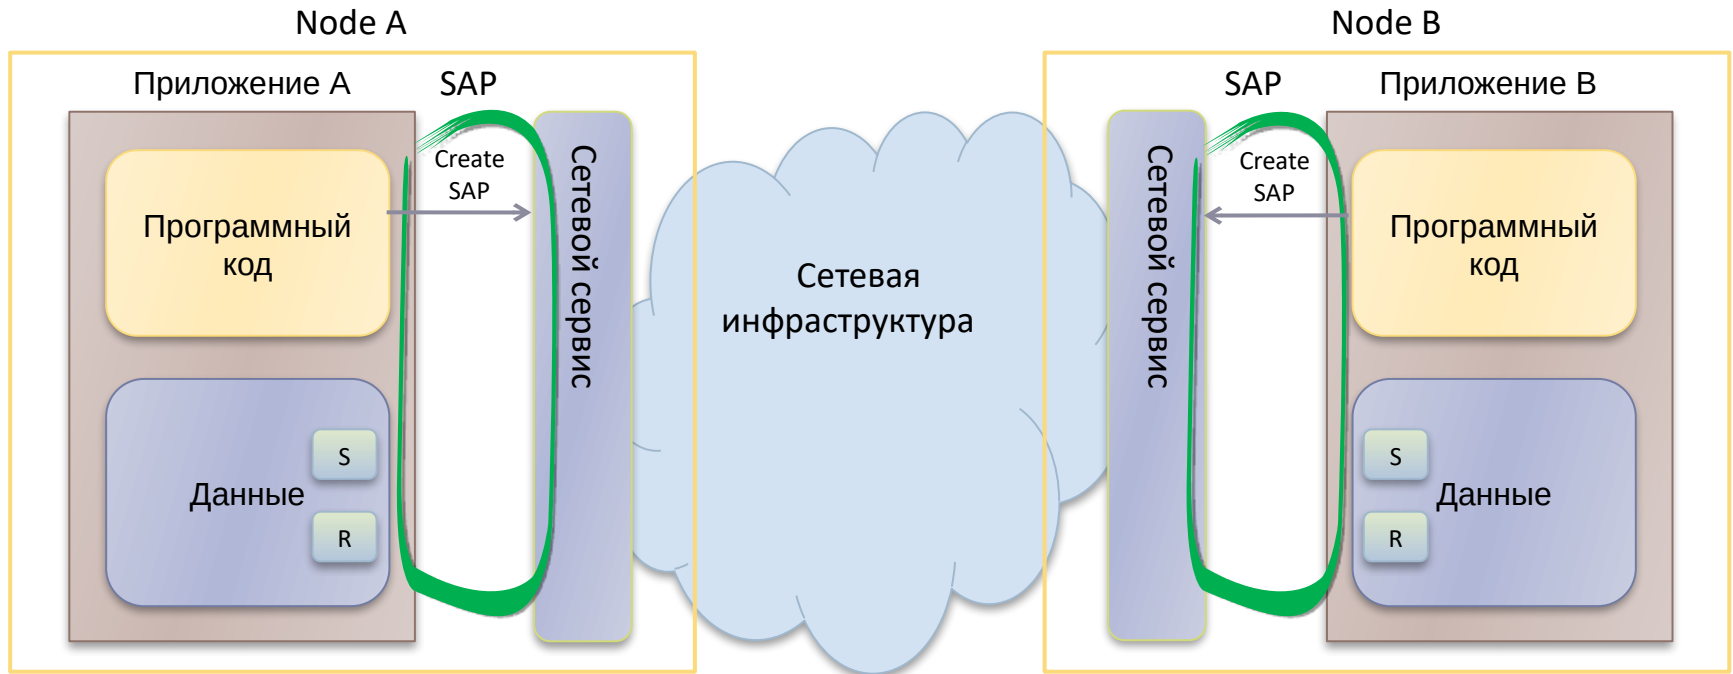 Node A
Node B
Приложение A
SAP
SAP
Приложение B
Create
SAP
Программный
код
Сетевой сервис
Сетевая
инфраструктура
Сетевой сервис
Create
SAP
Программный
код
Данные
S
R
S
R
Данные